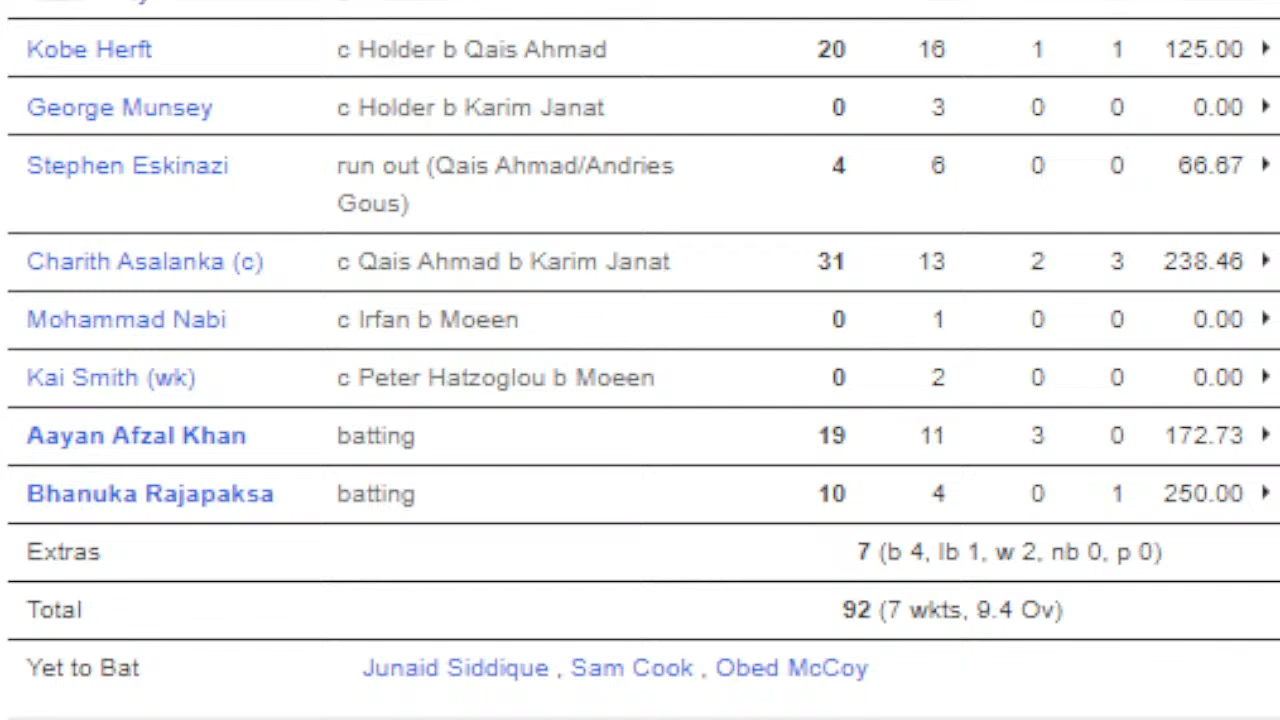 Kobe Herft c Holder b Qais Ahmad 20 16 1 1 125.00
George Munsey c Holder b Karim Janat 0 3 0 0 0.00
Stephen Eskinazi run out (Qais Ahmad/Andries Gous) 4 6 0 0 66.67
Charith Asalanka (c) c Qais Ahmad b Karim Janat 31 13 2 3 238.46
Mohammad Nabi c Irfan b Moeen 0 1 0 0 0.00
Kai Smith (wk) c Peter Hatzoglou b Moeen 0 2 0 0 0.00
Aayan Afzal Khan batting 19 11 3 0 172.73
Bhanuka Rajapaksa batting 10 4 0 1 250.00
Extras 7 (b 4, lb 1, w 2, nb 0, p 0)
Total 92 (7 wkts, 9.4 Ov)
Yet to Bat Junaid Siddique , Sam Cook , Obed McCoy